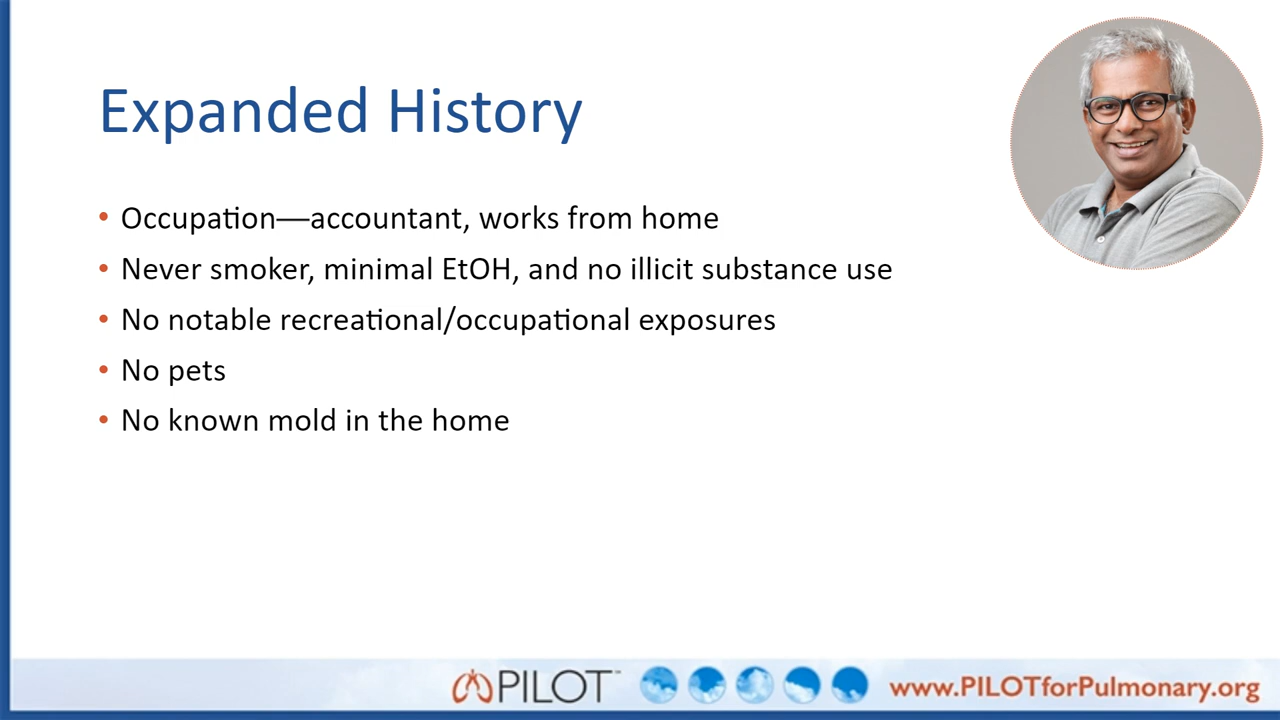 Expanded History
• Occupation—accountant, works from home
• Never smoker, minimal EtOH, and no illicit substance use
• No notable recreational/occupational exposures
• No pets
• No known mold in the home
PILOT™ www.PILOTforPulmonary.org